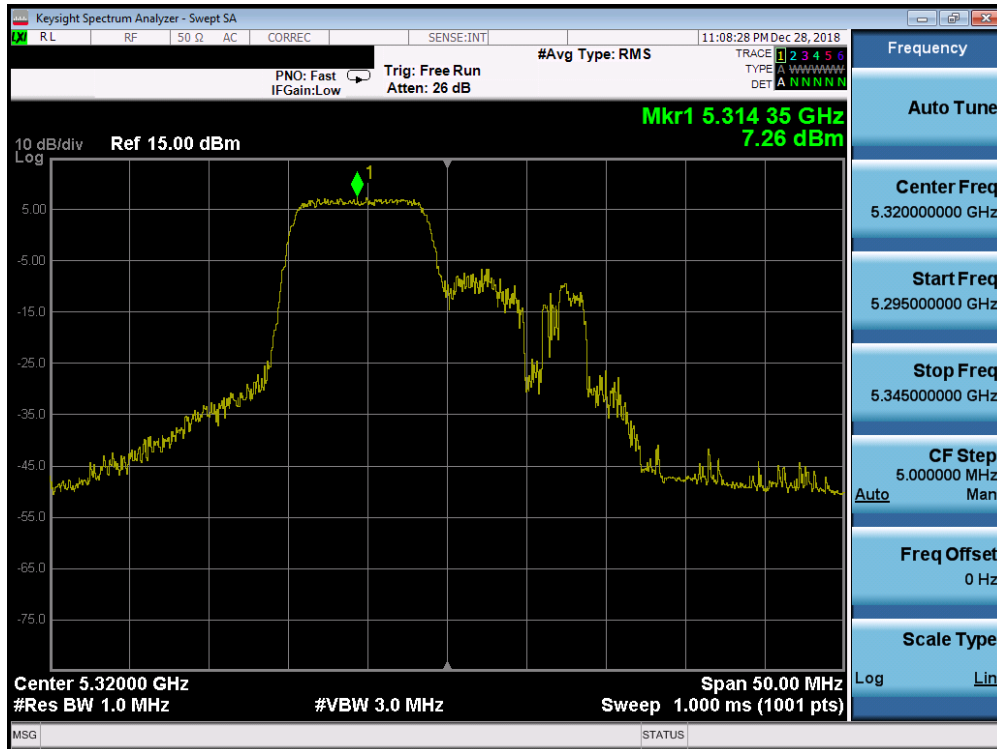 Keysight Spectrum Analyzer - Swept SA
LXI RL RF 50 Ω AC CORREC SENSE:INT 11:08:28 PM Dec 28, 2018
Frequency
#Avg Type: RMS
TRACE 1 2 3 4 5 6
TYPE A WWWWW
DET A N N N N N
PNO: Fast
IFGain:Low
Trig: Free Run
Atten: 26 dB
Mkr1 5.314 35 GHz
7.26 dBm
10 dB/div
Log
Ref 15.00 dBm
1
5.00
-5.00
-15.0
-25.0
-35.0
-45.0
-55.0
-65.0
-75.0
Center 5.32000 GHz
Span 50.00 MHz
#Res BW 1.0 MHz
#VBW 3.0 MHz
Sweep 1.000 ms (1001 pts)
MSG
STATUS
Auto Tune
Center Freq
5.320000000 GHz
Start Freq
5.295000000 GHz
Stop Freq
5.345000000 GHz
CF Step
5.000000 MHz
Auto Man
Freq Offset
0 Hz
Scale Type
Log Lin